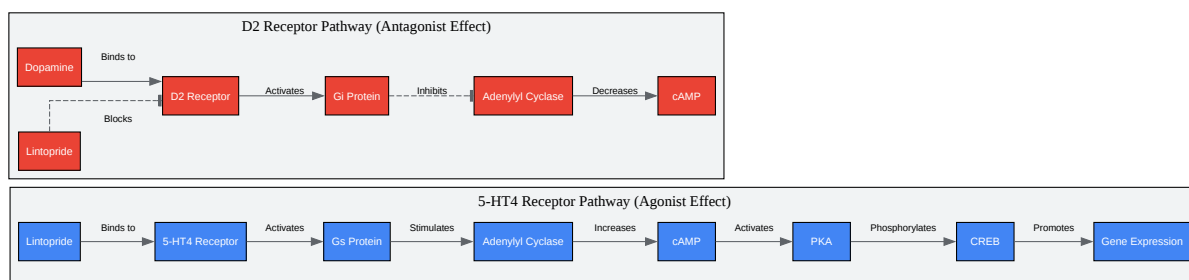 D2 Receptor Pathway (Antagonist Effect)
Dopamine
Binds to
D2 Receptor
Activates
Gi Protein
Inhibits
Adenylyl Cyclase
Decreases
cAMP
Blocks
Lintopride
5-HT4 Receptor Pathway (Agonist Effect)
Lintopride
Binds to
5-HT4 Receptor
Activates
Gs Protein
Stimulates
Adenylyl Cyclase
Increases
cAMP
Activates
PKA
Phosphorylates
CREB
Promotes
Gene Expression